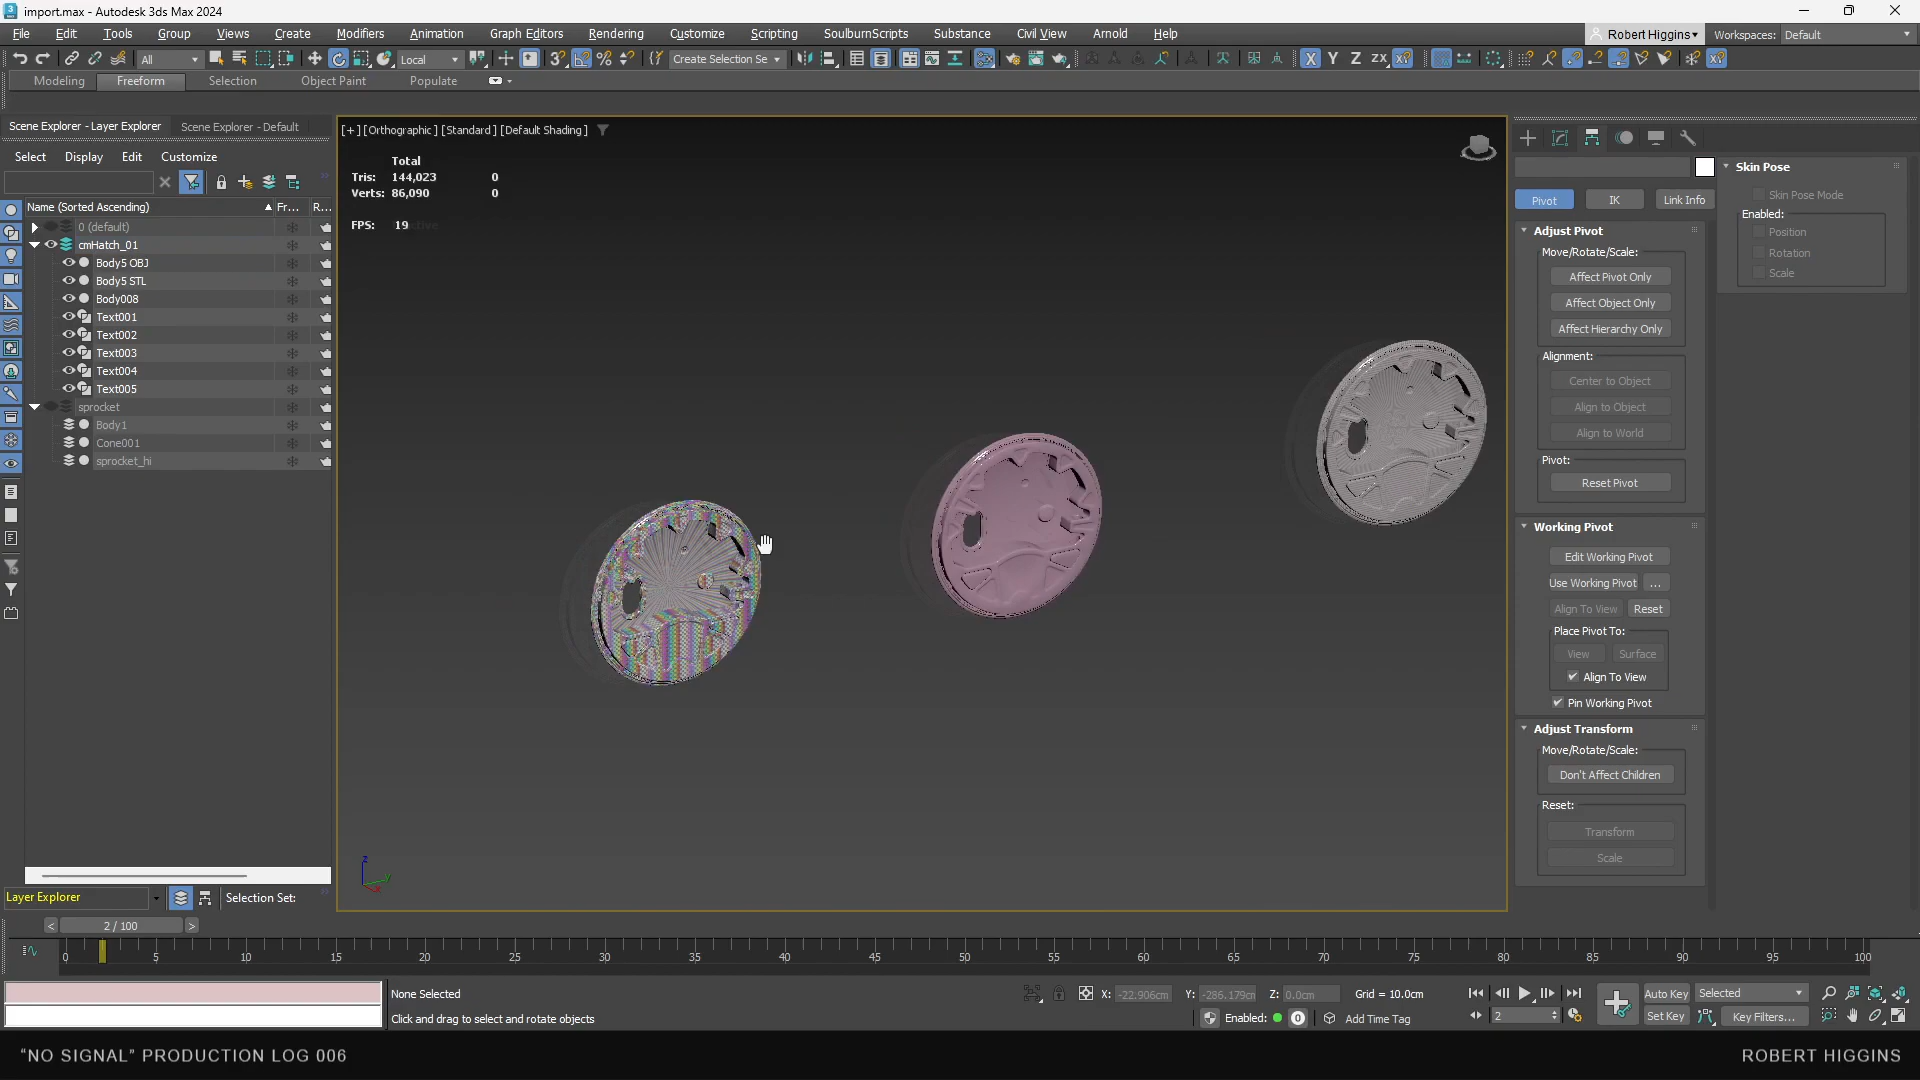 import.max - Autodesk 3ds Max 2024
File Edit Tools Group Views Create Modifiers Animation Graph Editors Rendering Customize Scripting SoulburnScripts Substance Civil View Arnold Help
Robert Higgins Workspaces: Default
All Local Create Selection Se X Y Z ZX XY
Modeling Freeform Selection Object Paint Populate
Scene Explorer - Layer Explorer Scene Explorer - Default
Select Display Edit Customize
Name (Sorted Ascending) Fr... R...
0 (default)
cmHatch_01
Body5 OBJ
Body5 STL
Body008
Text001
Text002
Text003
Text004
Text005
sprocket
Body1
Cone001
sprocket_hi
Layer Explorer Selection Set:
[+] [Orthographic ] [Standard ] [Default Shading ]
Total
Tris: 144,023 0
Verts: 86,090 0
FPS: 19
Z
Pivot IK Link Info
Adjust Pivot
Move/Rotate/Scale:
Affect Pivot Only
Affect Object Only
Affect Hierarchy Only
Alignment:
Center to Object
Align to Object
Align to World
Pivot:
Reset Pivot
Working Pivot
Edit Working Pivot
Use Working Pivot ...
Align To View Reset
Place Pivot To:
View Surface
Align To View
Pin Working Pivot
Adjust Transform
Move/Rotate/Scale:
Don't Affect Children
Reset:
Transform
Scale
Skin Pose
Skin Pose Mode
Enabled:
Position
Rotation
Scale
< 2 / 100 >
0 5 10 15 20 25 30 35 40 45 50 55 60 65 70 75 80 85 90 95 100
None Selected
Click and drag to select and rotate objects
X: -22.906cm Y: -286.179cm Z: 0.0cm Grid = 10.0cm
Enabled: 0 Add Time Tag
2
Auto Key Selected
Set Key Key Filters...
"NO SIGNAL" PRODUCTION LOG 006
ROBERT HIGGINS